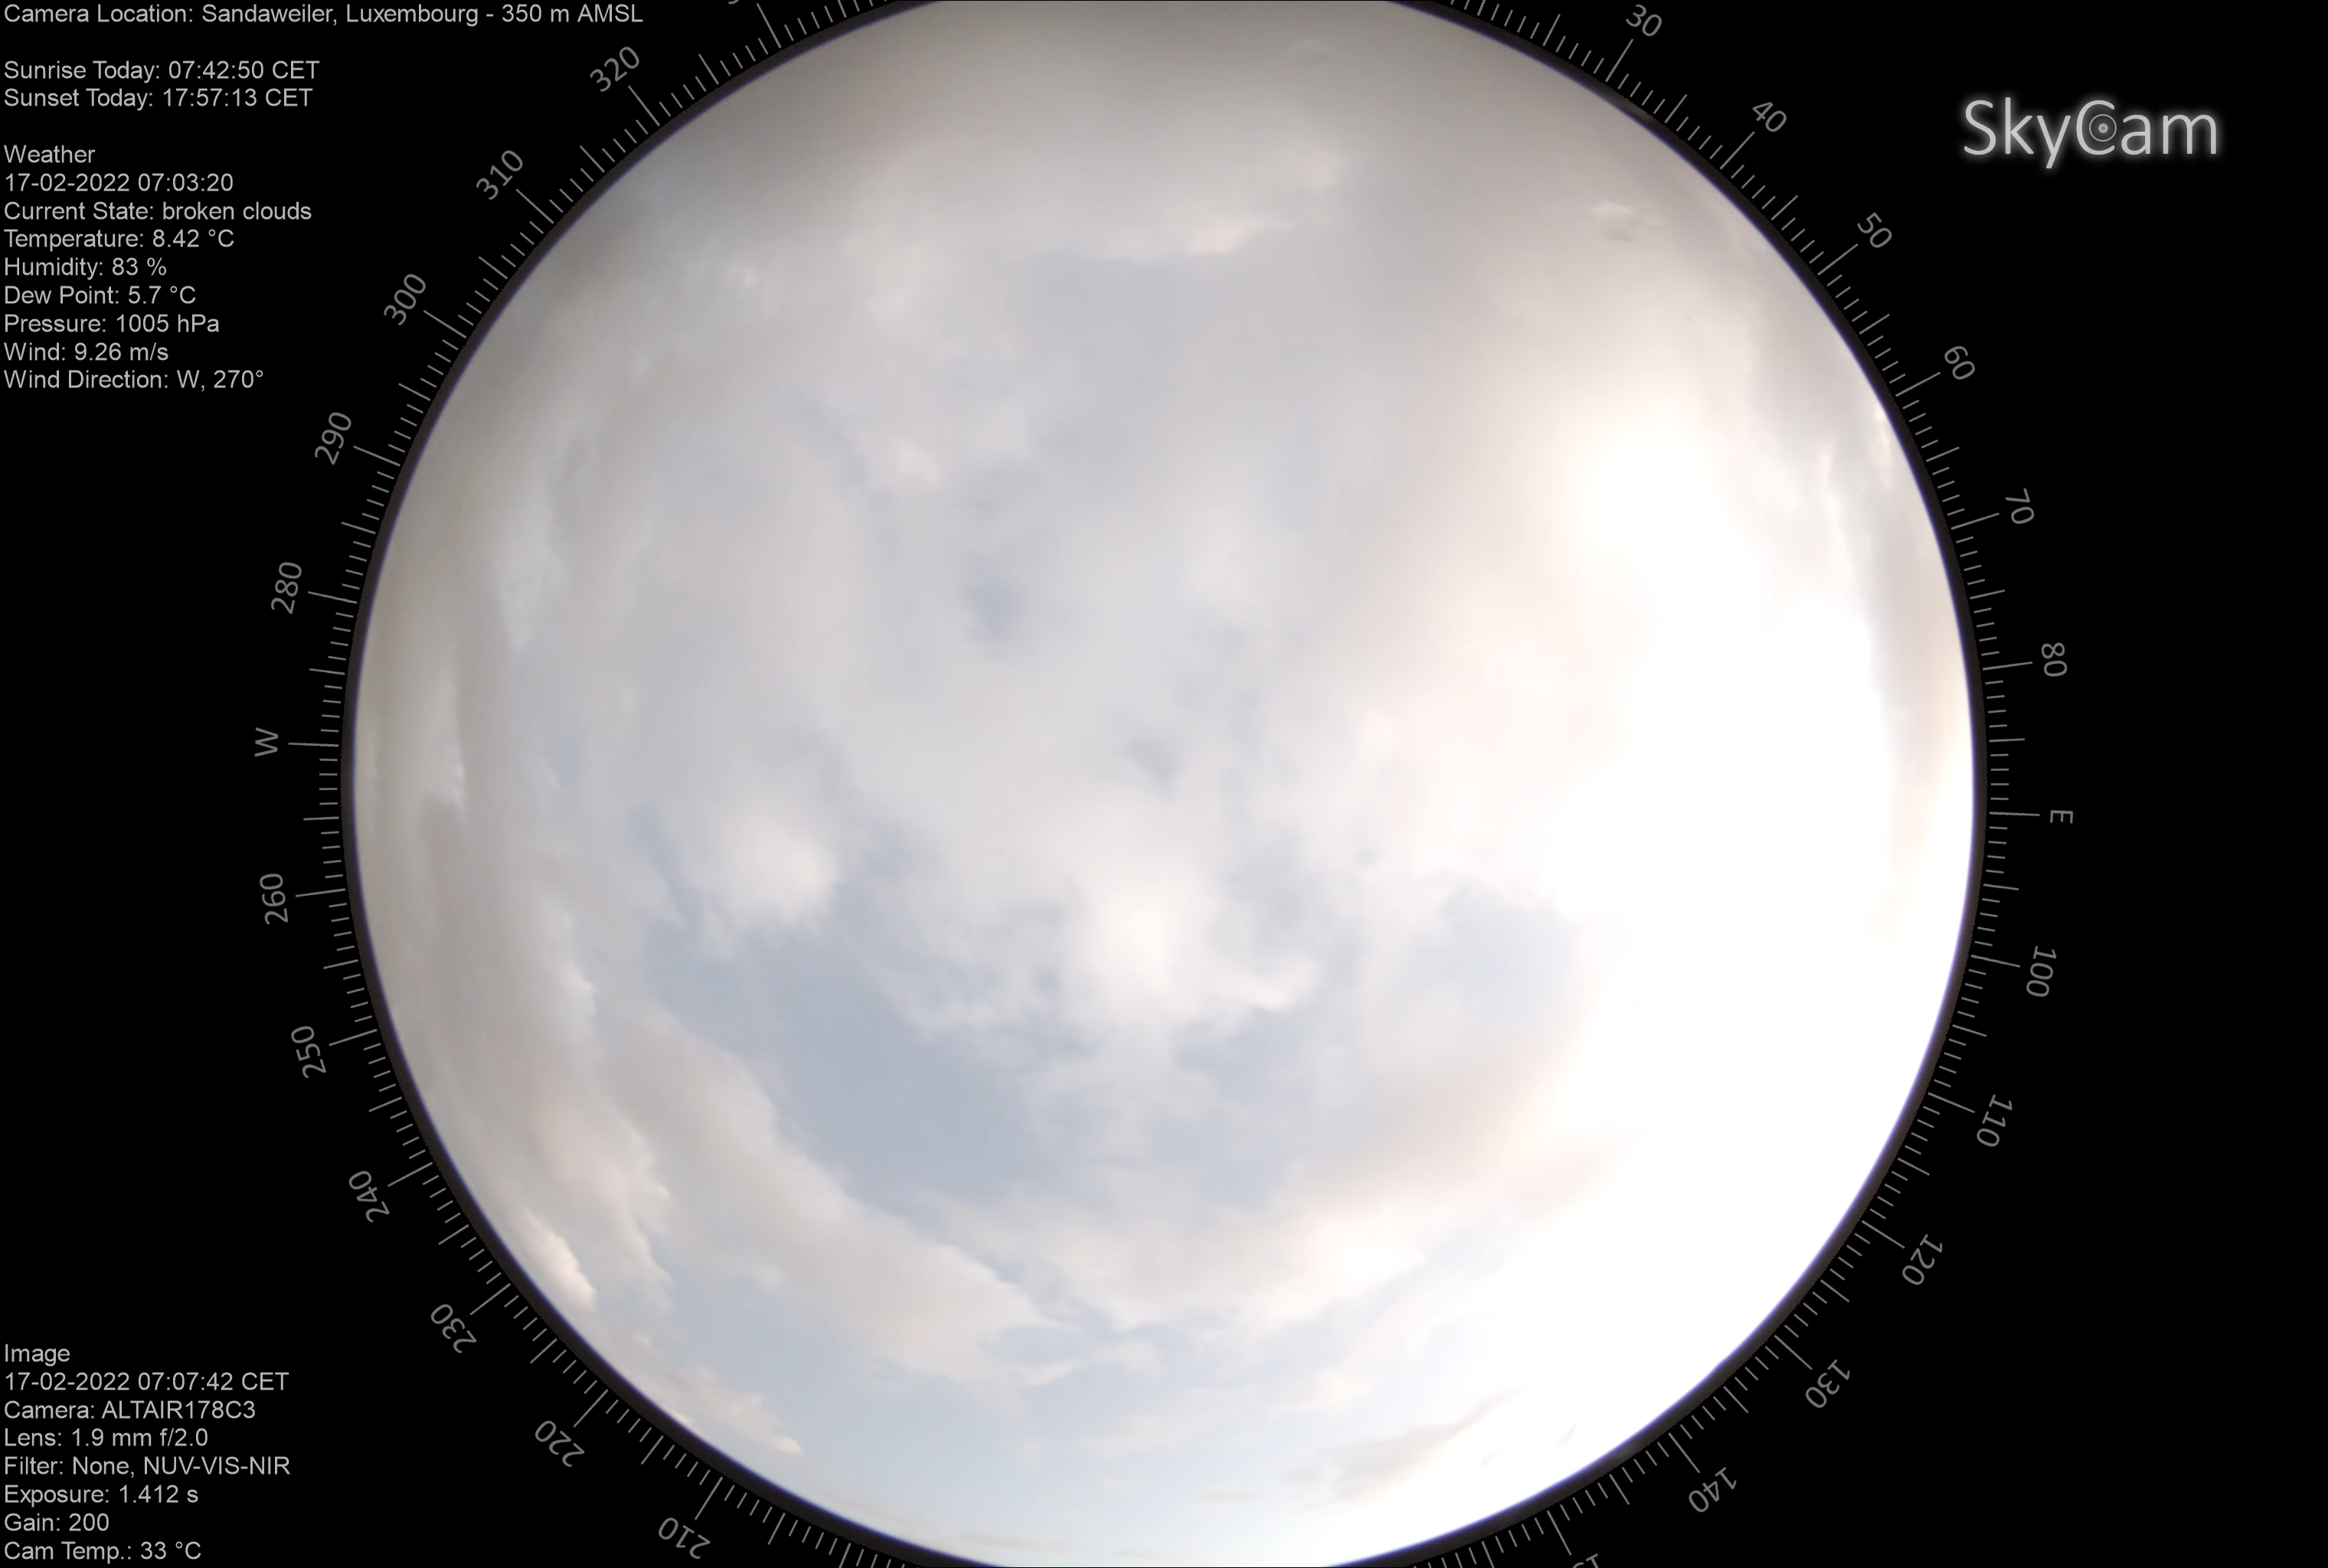 Camera Location: Sandaweiler, Luxembourg - 350 m AMSL
Sunrise Today: 07:42:50 CET
Sunset Today: 17:57:13 CET
Weather
17-02-2022 07:03:20
Current State: broken clouds
Temperature: 8.42 °C
Humidity: 83 %
Dew Point: 5.7 °C
Pressure: 1005 hPa
Wind: 9.26 m/s
Wind Direction: W, 270°
SkyCam
320
310
300
290
280
W
260
250
240
230
220
210
30
40
50
60
70
80
E
100
110
120
130
140
Image
17-02-2022 07:07:42 CET
Camera: ALTAIR178C3
Lens: 1.9 mm f/2.0
Filter: None, NUV-VIS-NIR
Exposure: 1.412 s
Gain: 200
Cam Temp.: 33 °C